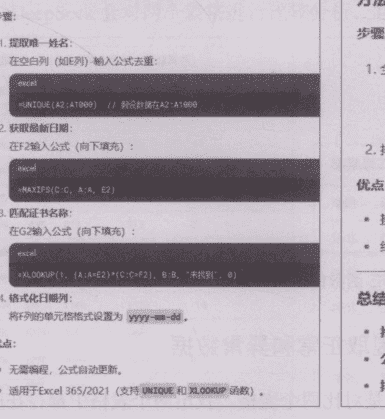 步骤:
1. 提取唯一姓名:
在空白列（如E列）输入公式去重:
excel
=UNIQUE(A2:A1000)  // 假设数据在A2:A1000
2. 获取最新日期:
在F2输入公式（向下填充）:
excel
=MAXIFS(C:C, A:A, E2)
3. 匹配证书名称:
在G2输入公式（向下填充）:
excel
=XLOOKUP(1, (A:A=E2)*(C:C=F2), B:B, "未找到", 0)
4. 格式化日期列:
将F列的单元格格式设置为 yyyy-mm-dd。
优点:
无需编程，公式自动更新。
适用于Excel 365/2021（支持 UNIQUE 和 XLOOKUP 函数）。
步骤
1.
2.
优点
总结